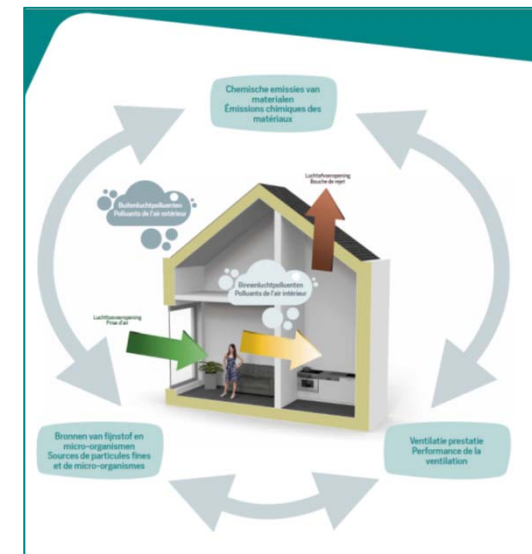 Chemische emissies van
materialen
Émissions chimiques des
matériaux
Luchtafvoeropening
Bouche de rejet
Buitenluchtpolluenten
Polluants de l'air extérieur
Binnenluchtpolluenten
Polluants de l'air intérieur
Luchttoevoeropening
Prise d'air
Bronnen van fijnstof en
micro-organismen
Sources de particules fines
et de micro-organismes
Ventilatie prestatie
Performance de la
ventilation